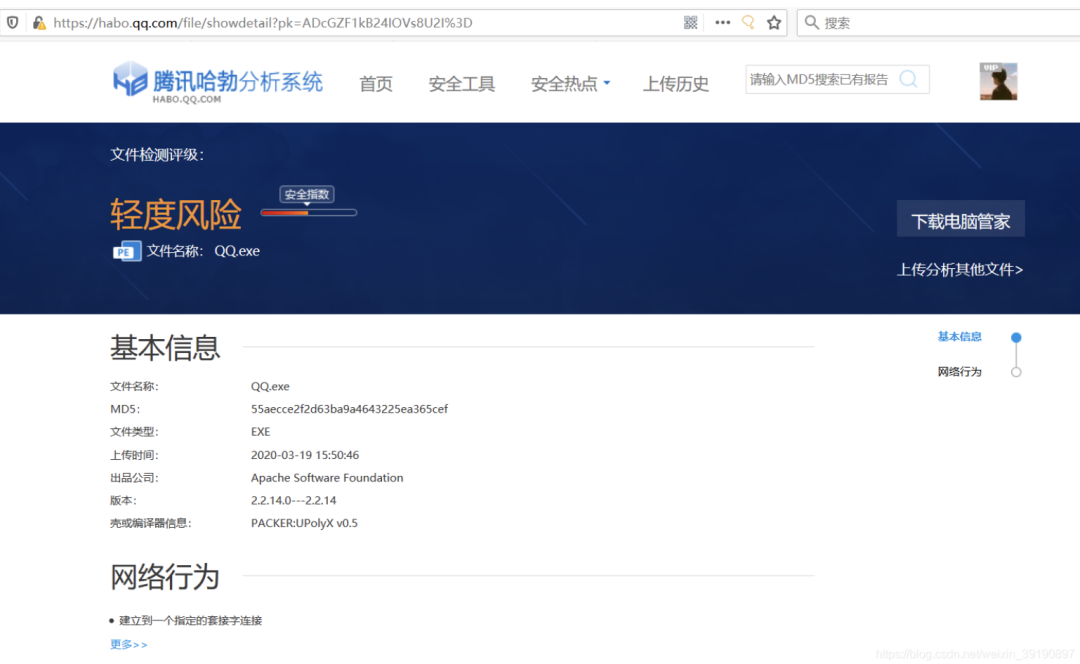 https://habo.qq.com/file/showdetail?pk=ADcGZF1kB24IOVs8U2I%3D
搜索
腾讯哈勃分析系统
HABO.QQ.COM
首页
安全工具
安全热点
上传历史
请输入MD5搜索已有报告
VIP
文件检测评级:
安全指数
轻度风险
PE
文件名称: QQ.exe
下载电脑管家
上传分析其他文件>
基本信息
基本信息
网络行为
文件名称: QQ.exe
MD5: 55aecce2f2d63ba9a4643225ea365cef
文件类型: EXE
上传时间: 2020-03-19 15:50:46
出品公司: Apache Software Foundation
版本: 2.2.14.0---2.2.14
壳或编译器信息: PACKER:UPolyX v0.5
网络行为
建立到一个指定的套接字连接
更多>>
https://blog.csdn.net/weixin_39190897